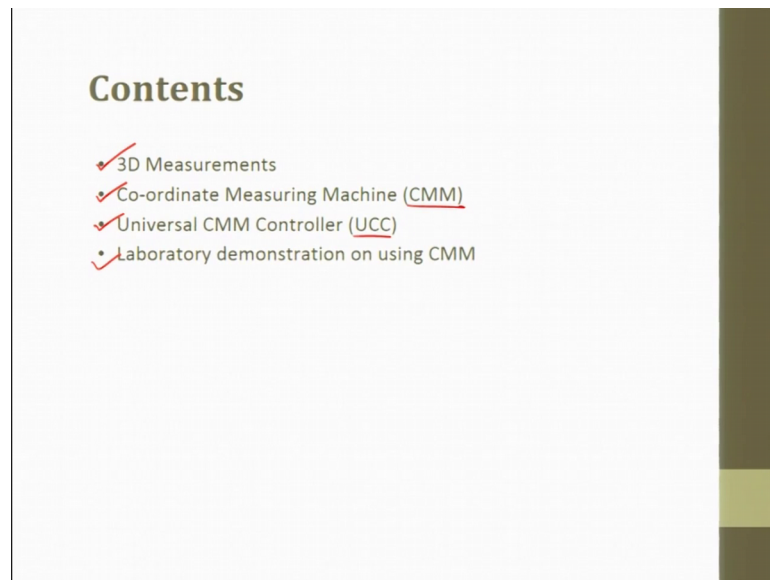 Contents
• 3D Measurements
• Co-ordinate Measuring Machine (CMM)
• Universal CMM Controller (UCC)
• Laboratory demonstration on using CMM